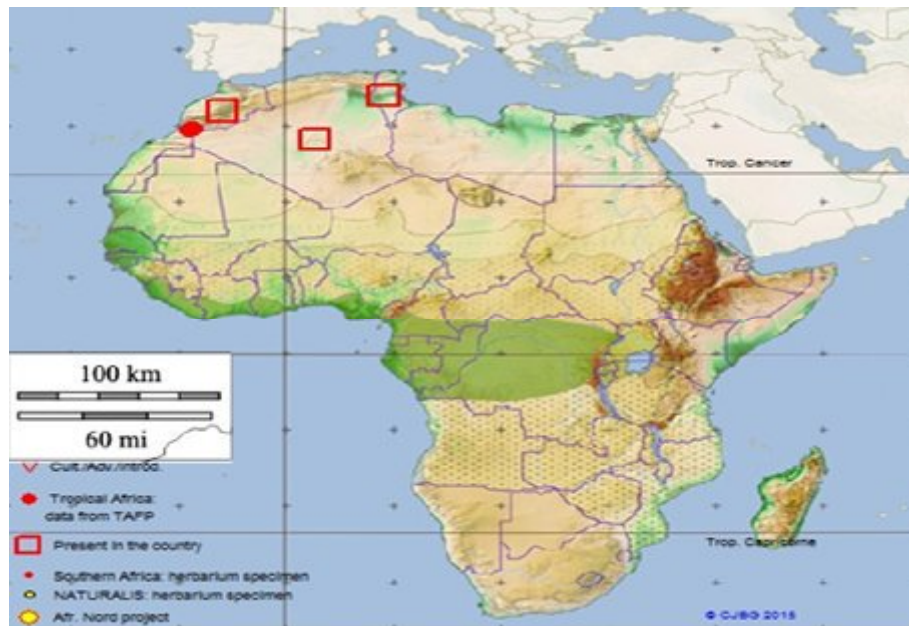 Trop. Cancer
100 km
60 mi
Cult./Adv./Introd.
Tropical Africa:
data from TAFP
Present in the country
Trop. Capricorne
Southern Africa: herbarium specimen
NATURALIS: herbarium specimen
Afr. Nord project
© CJBG 2015